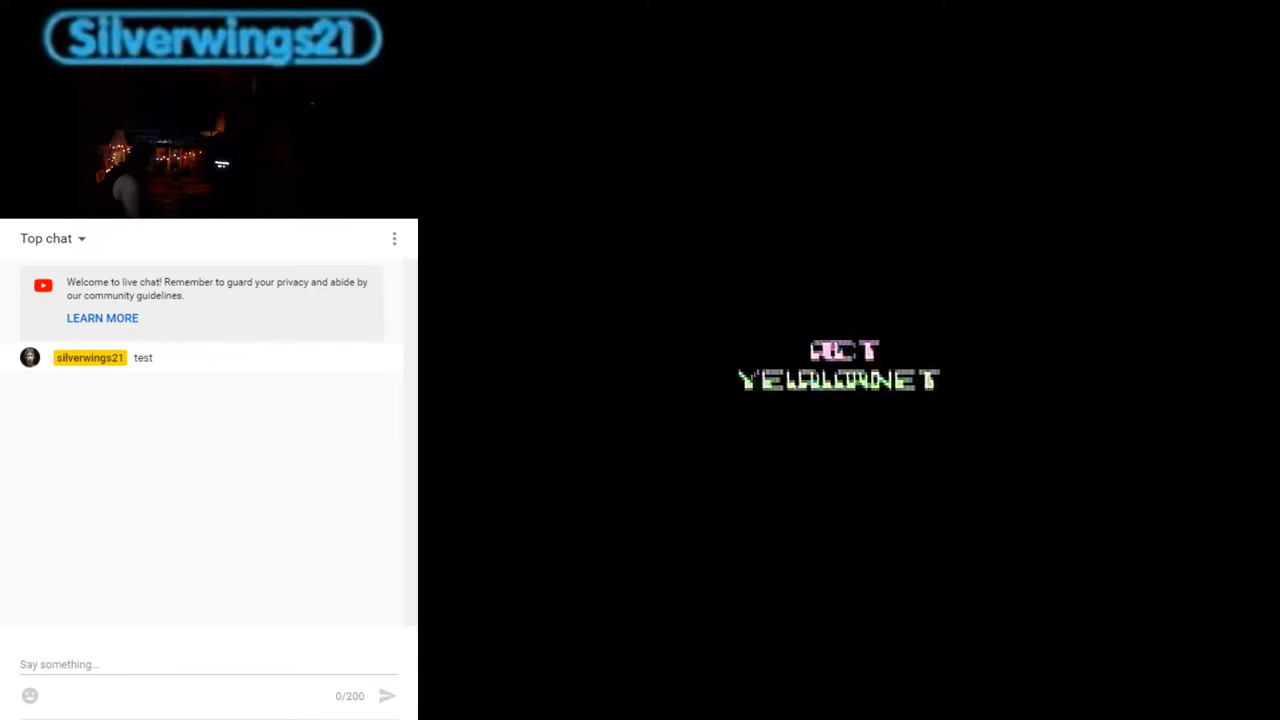 Silverwings21
Top chat
Welcome to live chat! Remember to guard your privacy and abide by
our community guidelines.
LEARN MORE
silverwings21 test
Say something...
0/200